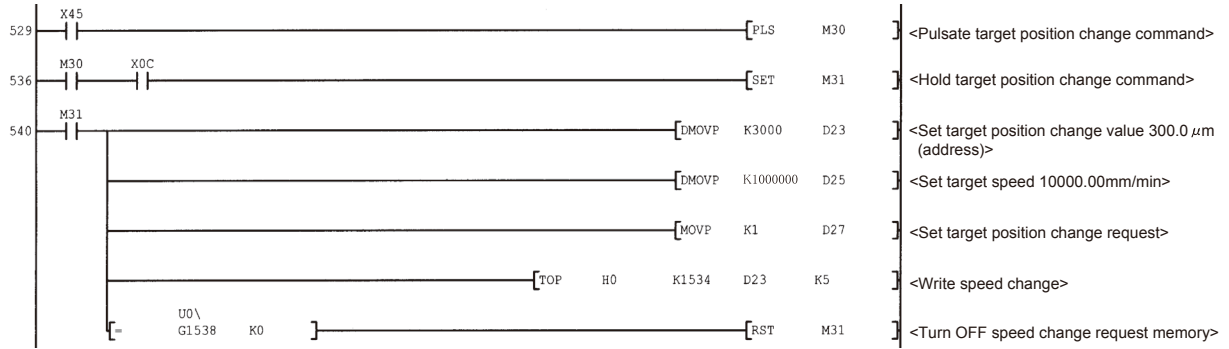 X45
529 PLS M30 <Pulsate target position change command>
M30 X0C
536 SET M31 <Hold target position change command>
M31
540 DMOVP K3000 D23 <Set target position change value 300.0 μm
(address)>
DMOVP K1000000 D25 <Set target speed 10000.00mm/min>
MOVP K1 D27 <Set target position change request>
TOP H0 K1534 D23 K5 <Write speed change>
U0\
= G1538 K0 RST M31 <Turn OFF speed change request memory>